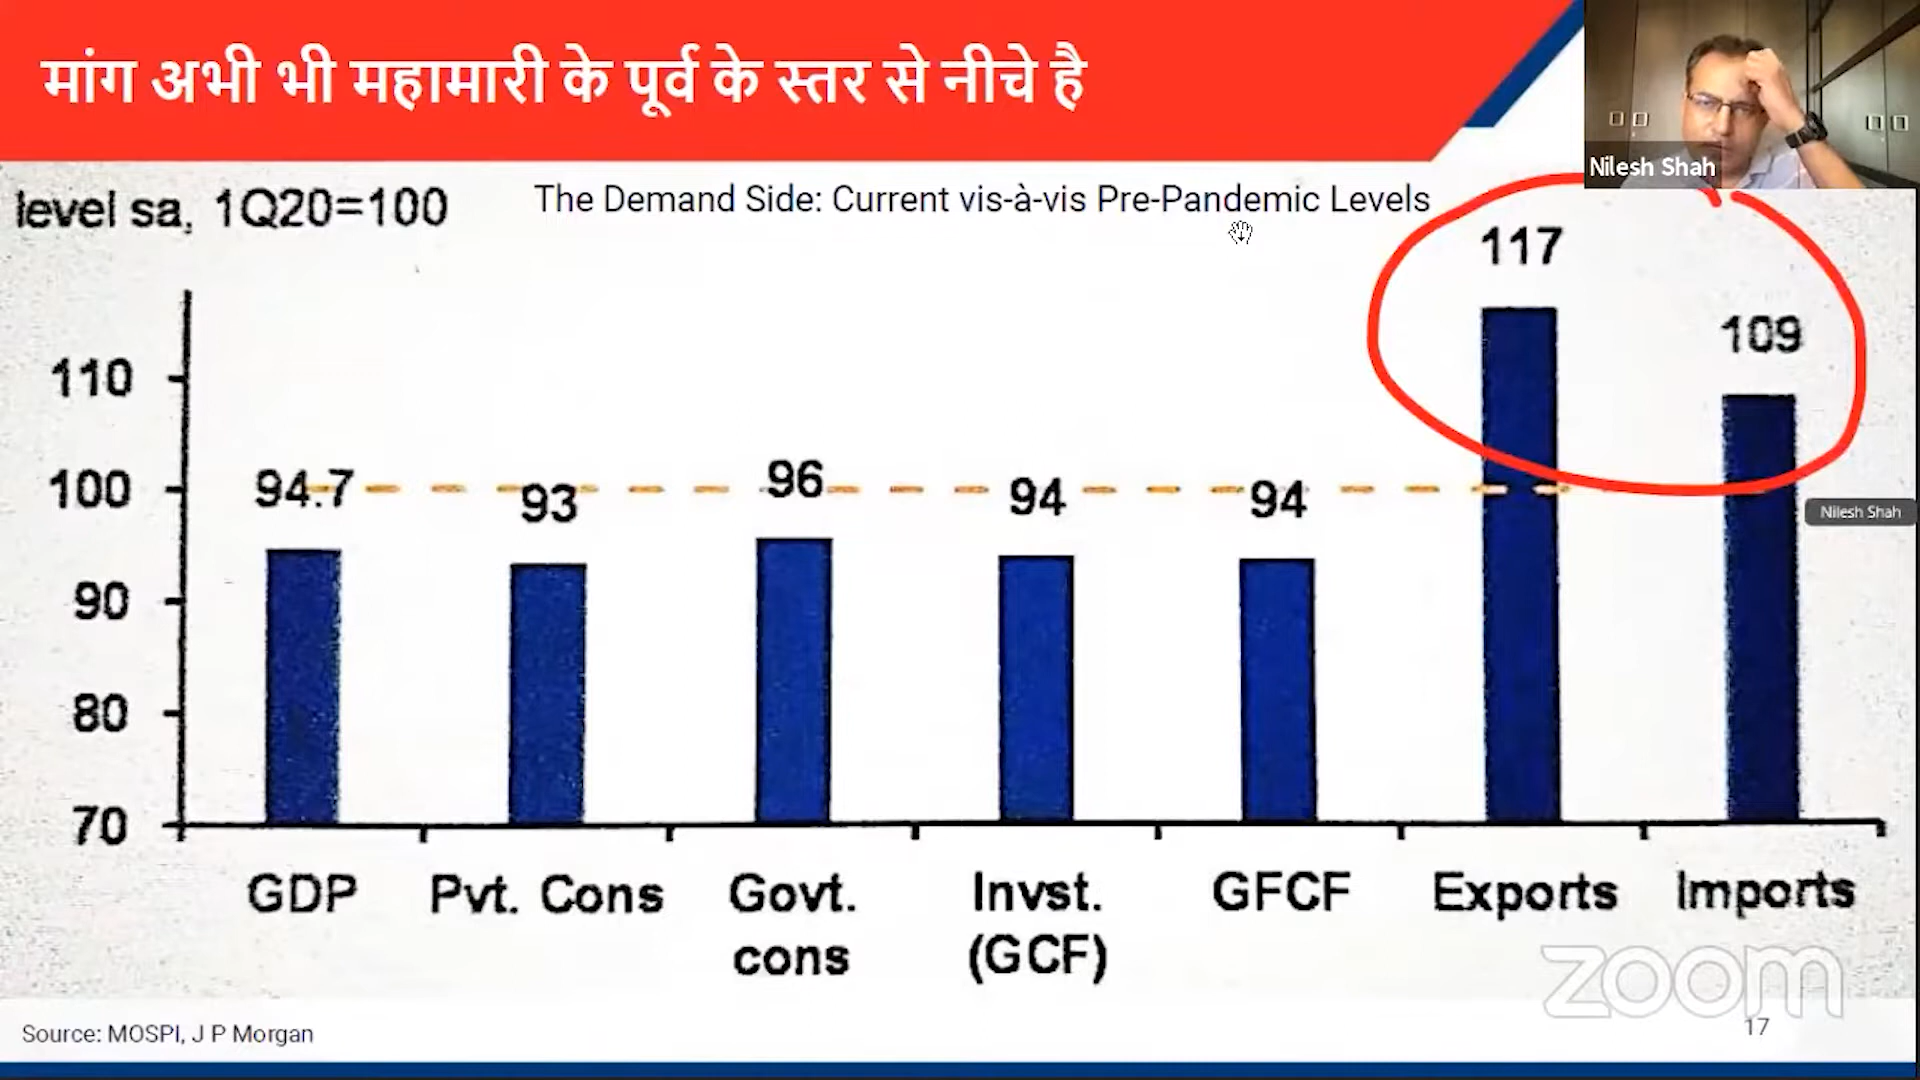 मांग अभी भी महामारी के पूर्व के स्तर से नीचे है
Nilesh Shah
level sa, 1Q20=100
The Demand Side: Current vis-à-vis Pre-Pandemic Levels
117
109
110
100
94.7
93
96
94
94
Nilesh Shah
90
80
70
GDP
Pvt. Cons
Govt.
cons
Invst.
(GCF)
GFCF
Exports
Imports
zoom
17
Source: MOSPI, J P Morgan